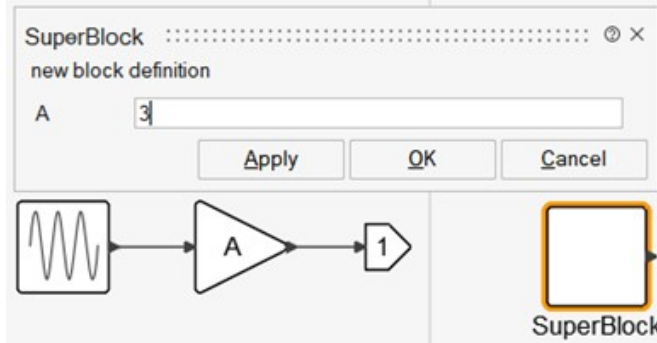 SuperBlock
new block definition
A 3
Apply OK Cancel
A 1
SuperBlock